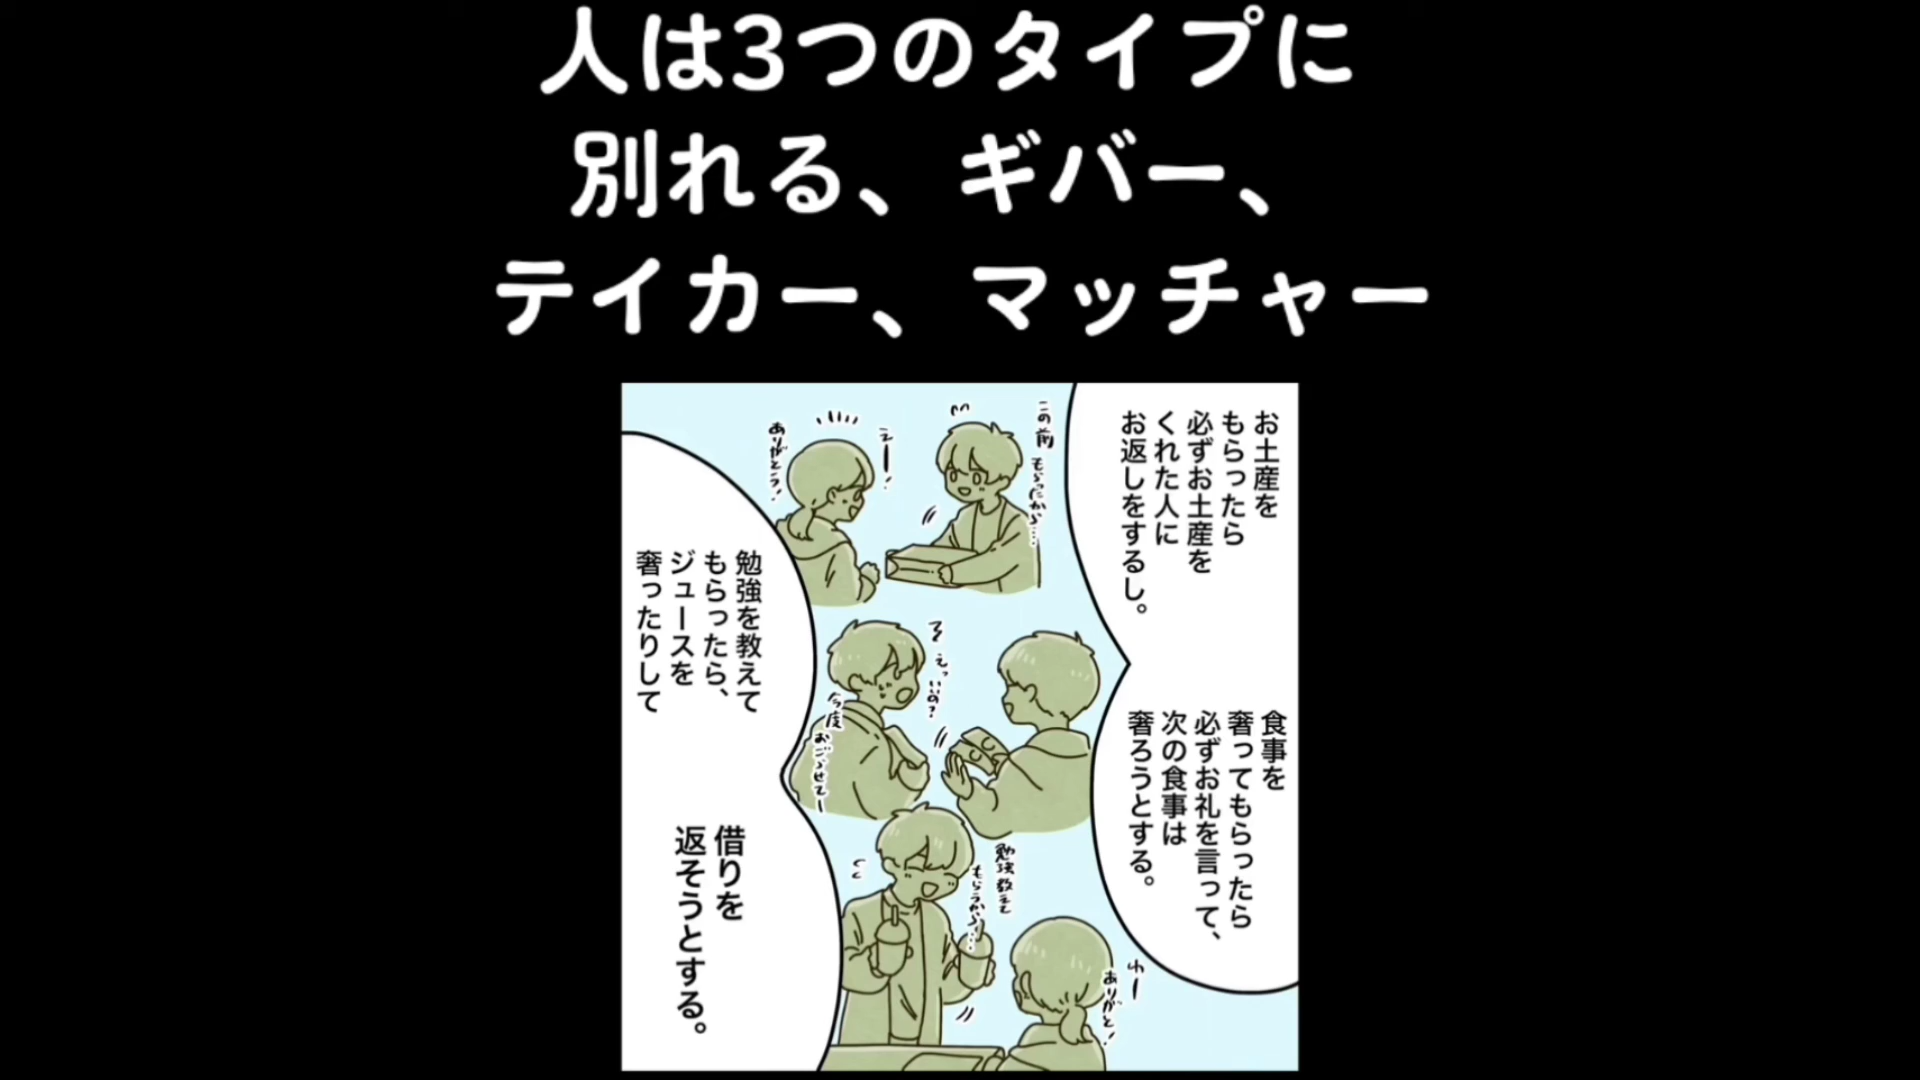 人は3つのタイプに
別れる、ギバー、
テイカー、マッチャー
お土産を
もらったら
必ずお土産を
くれた人に
お返しをするし。
食事を
奢ってもらったら
必ずお礼を言って、
次の食事は
奢ろうとする。
この前
もらったから…
えー!
ありがとう!
えっいいの?
今度
おごらせてー
勉強教えて
もらうから…
わー
ありがと!
勉強を教えて
もらったら、
ジュースを
奢ったりして
借りを
返そうとする。